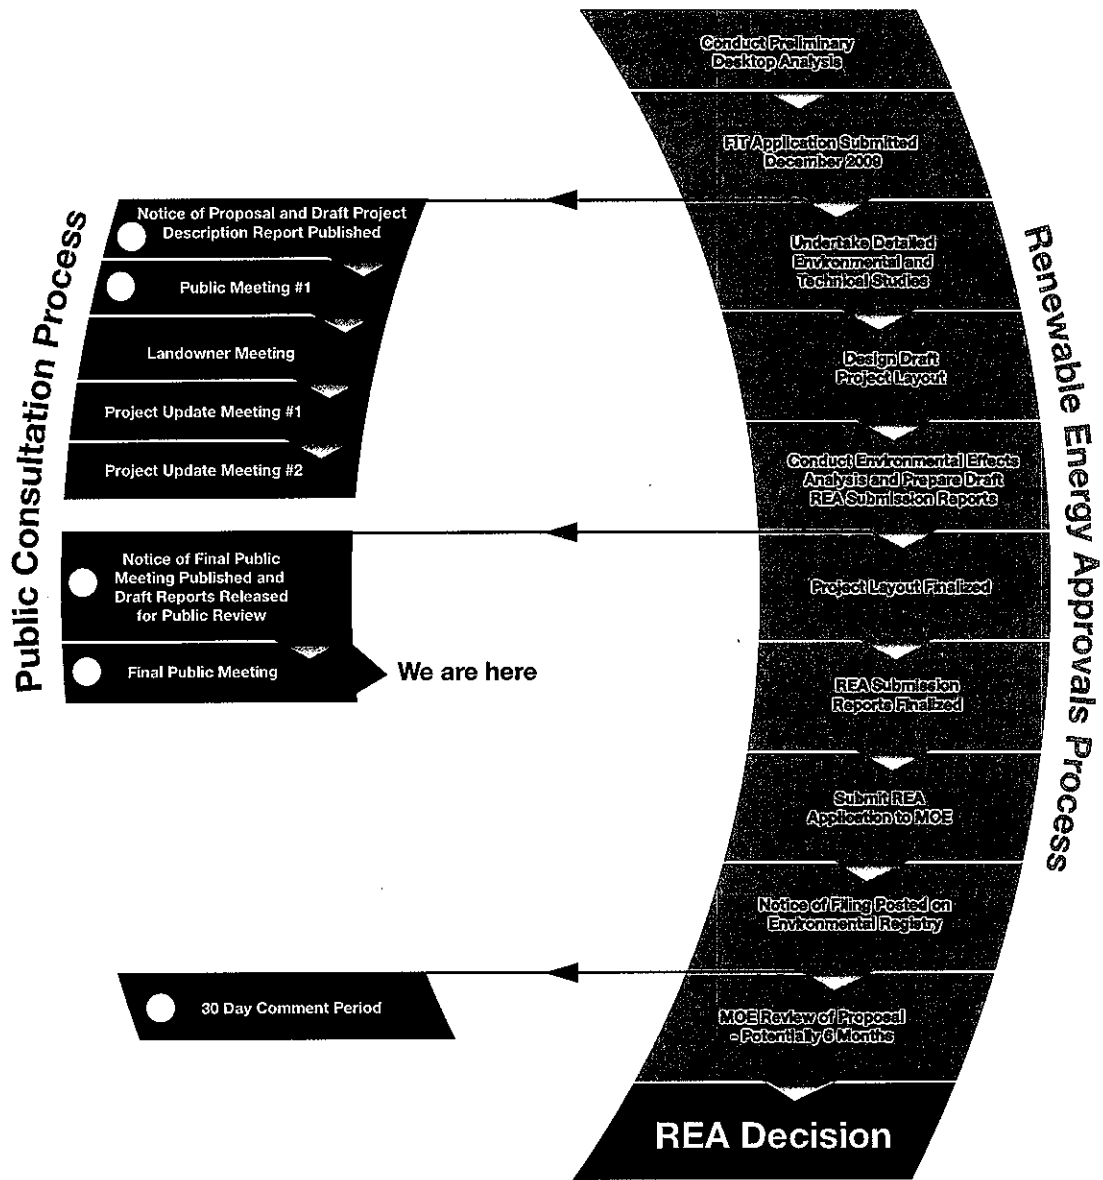 Public Consultation Process
Notice of Proposal and Draft Project
Description Report Published
Public Meeting #1
Landowner Meeting
Project Update Meeting #1
Project Update Meeting #2
Notice of Final Public
Meeting Published and
Draft Reports Released
for Public Review
Final Public Meeting
We are here
30 Day Comment Period
Conduct Preliminary
Desktop Analysis
FIT Application Submitted
December 2009
Undertake Detailed
Environmental and
Technical Studies
Design Draft
Project Layout
Conduct Environmental Effects
Analysis and Prepare Draft
REA Submission Reports
Project Layout Finalized
REA Submission
Reports Finalized
Submit REA
Application to MOE
Notice of Filing Posted on
Environmental Registry
MOE Review of Proposal
- Potentially 6 Months
REA Decision
Renewable Energy Approvals Process